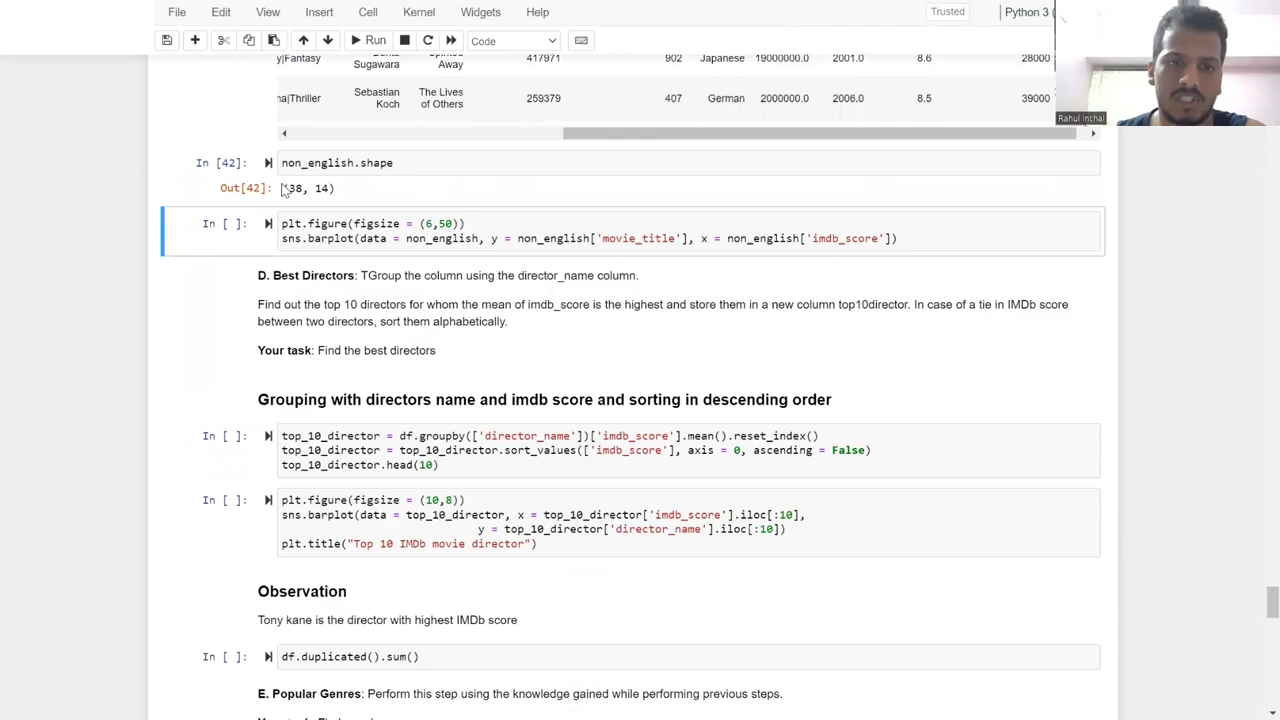 File Edit View Insert Cell Kernel Widgets Help Trusted Python 3 (
Run Code
y|Fantasy Sugawara Away 417971 902 Japanese 19000000.0 2001.0 8.6 28000
na|Thriller Sebastian Koch The Lives of Others 259379 407 German 2000000.0 2006.0 8.5 39000
Rahul Inchal
In [42]: non_english.shape
Out[42]: (38, 14)
In [ ]: plt.figure(figsize = (6,50))
sns.barplot(data = non_english, y = non_english['movie_title'], x = non_english['imdb_score'])
D. Best Directors: TGroup the column using the director_name column.
Find out the top 10 directors for whom the mean of imdb_score is the highest and store them in a new column top10director. In case of a tie in IMDb score
between two directors, sort them alphabetically.
Your task: Find the best directors
Grouping with directors name and imdb score and sorting in descending order
In [ ]: top_10_director = df.groupby(['director_name'])['imdb_score'].mean().reset_index()
top_10_director = top_10_director.sort_values(['imdb_score'], axis = 0, ascending = False)
top_10_director.head(10)
In [ ]: plt.figure(figsize = (10,8))
sns.barplot(data = top_10_director, x = top_10_director['imdb_score'].iloc[:10],
y = top_10_director['director_name'].iloc[:10])
plt.title("Top 10 IMDb movie director")
Observation
Tony kane is the director with highest IMDb score
In [ ]: df.duplicated().sum()
E. Popular Genres: Perform this step using the knowledge gained while performing previous steps.